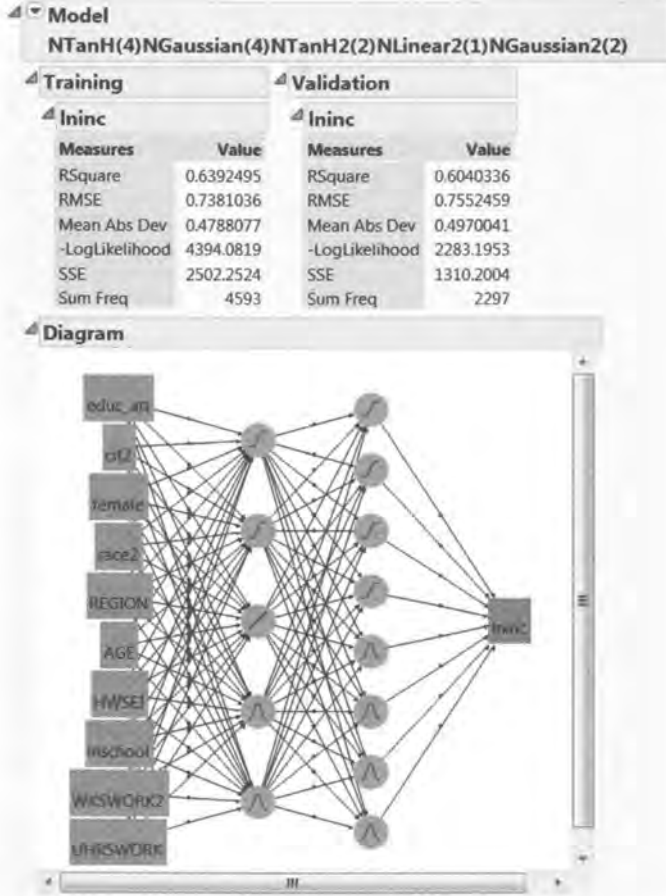 Model
NTanH(4)NGaussian(4)NTanH2(2)NLinear2(1)NGaussian2(2)
Training
lninc
Measures Value
RSquare 0.6392495
RMSE 0.7381036
Mean Abs Dev 0.4788077
-LogLikelihood 4394.0819
SSE 2502.2524
Sum Freq 4593
Validation
lninc
Measures Value
RSquare 0.6040336
RMSE 0.7552459
Mean Abs Dev 0.4970041
-LogLikelihood 2283.1953
SSE 1310.2004
Sum Freq 2297
Diagram
female
race2
REGION
AGE
HWSEI
inschool
WKSWORK2
UHRSWORK
lninc